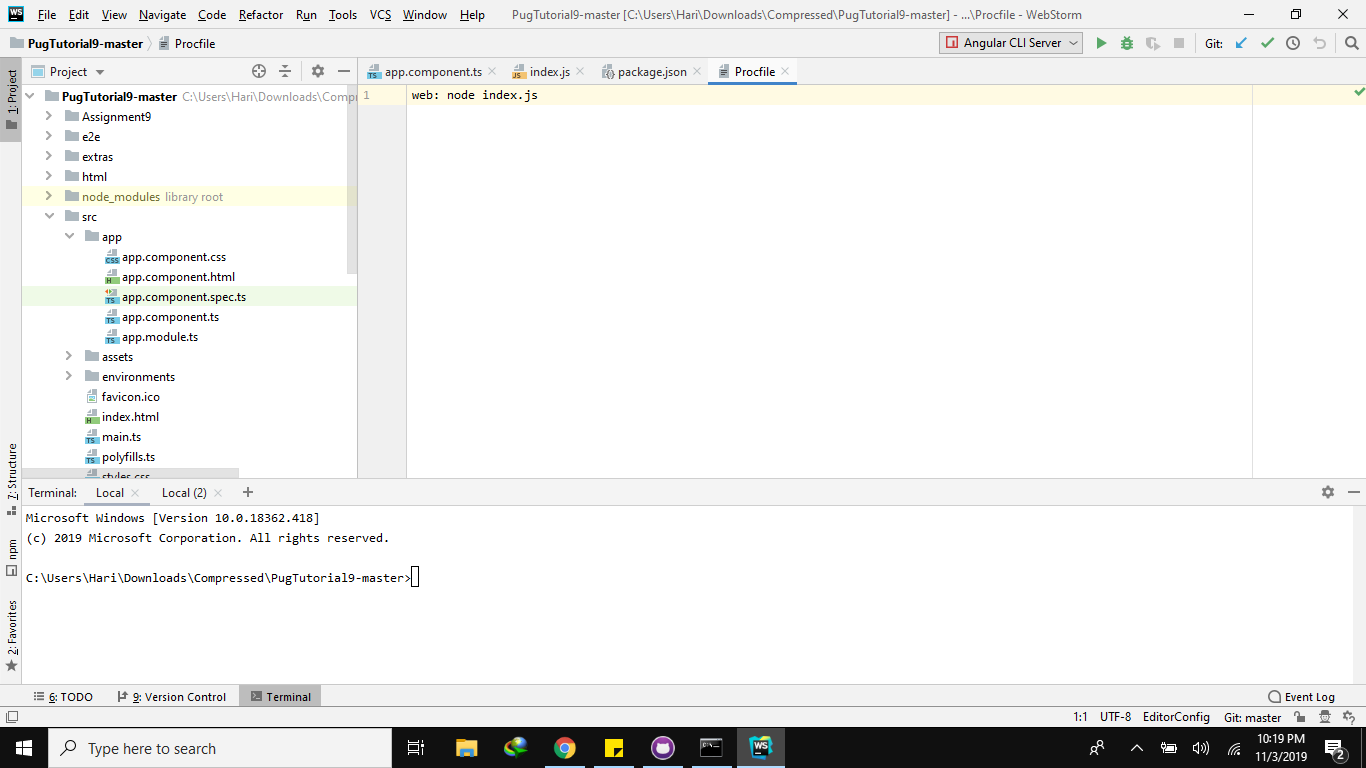 WS File Edit View Navigate Code Refactor Run Tools VCS Window Help PugTutorial9-master [C:\Users\Hari\Downloads\Compressed\PugTutorial9-master] - ...\Procfile - WebStorm
PugTutorial9-master Procfile Angular CLI Server Git:
1: Project
Project
app.component.ts index.js package.json Procfile
PugTutorial9-master C:\Users\Hari\Downloads\Compr
Assignment9
e2e
extras
html
node_modules library root
src
app
app.component.css
app.component.html
app.component.spec.ts
app.component.ts
app.module.ts
assets
environments
favicon.ico
index.html
main.ts
polyfills.ts
styles.css
1 web: node index.js
7: Structure
npm
2: Favorites
Terminal: Local Local (2) +
Microsoft Windows [Version 10.0.18362.418]
(c) 2019 Microsoft Corporation. All rights reserved.
C:\Users\Hari\Downloads\Compressed\PugTutorial9-master>
6: TODO 9: Version Control Terminal Event Log
1:1 UTF-8 EditorConfig Git: master
Type here to search WS 10:19 PM
11/3/2019
2